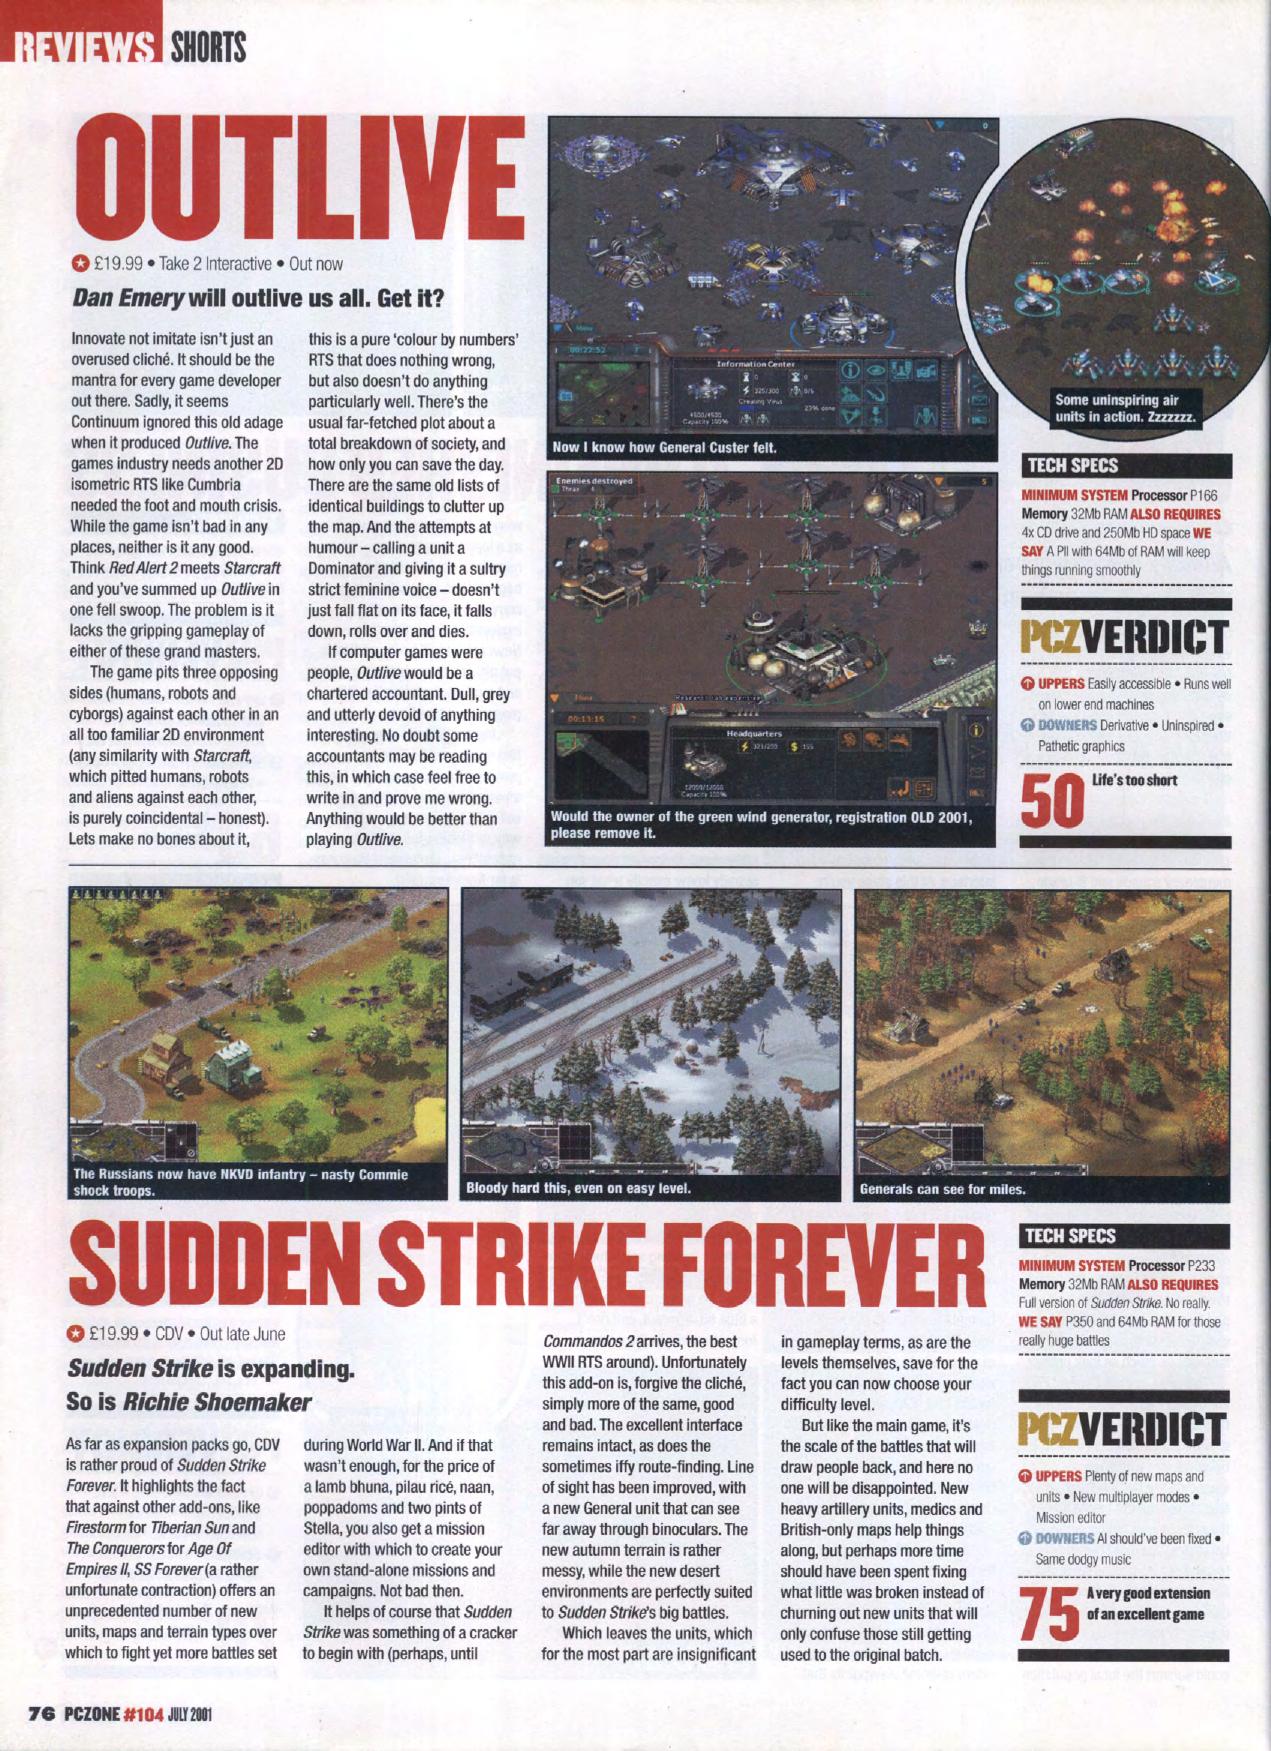 REVIEWS SHORTS
OUTLIVE
£19.99 • Take 2 Interactive • Out now
Dan Emery will outlive us all. Get it?
Innovate not imitate isn't just an
overused cliché. It should be the
mantra for every game developer
out there. Sadly, it seems
Continuum ignored this old adage
when it produced Outlive. The
games industry needs another 2D
isometric RTS like Cumbria
needed the foot and mouth crisis.
While the game isn't bad in any
places, neither is it any good.
Think Red Alert 2 meets Starcraft
and you've summed up Outlive in
one fell swoop. The problem is it
lacks the gripping gameplay of
either of these grand masters.
The game pits three opposing
sides (humans, robots and
cyborgs) against each other in an
all too familiar 2D environment
(any similarity with Starcraft,
which pitted humans, robots
and aliens against each other,
is purely coincidental – honest).
Lets make no bones about it,
this is a pure 'colour by numbers'
RTS that does nothing wrong,
but also doesn't do anything
particularly well. There's the
usual far-fetched plot about a
total breakdown of society, and
how only you can save the day.
There are the same old lists of
identical buildings to clutter up
the map. And the attempts at
humour – calling a unit a
Dominator and giving it a sultry
strict feminine voice – doesn't
just fall flat on its face, it falls
down, rolls over and dies.
If computer games were
people, Outlive would be a
chartered accountant. Dull, grey
and utterly devoid of anything
interesting. No doubt some
accountants may be reading
this, in which case feel free to
write in and prove me wrong.
Anything would be better than
playing Outlive.
0
Menu
00:22:52 7
Information Center
0 0
325/300 0/6
Creating Virus
23% done
4500/4500
Capacity 100%
Now I know how General Custer felt.
Some uninspiring air
units in action. Zzzzzzz.
Enemies destroyed
Thrax 4
5
Menu
00:13:15 7
Headquarters
323/299 $ 155
12000/12000
Capacity 100%
Would the owner of the green wind generator, registration OLD 2001,
please remove it.
TECH SPECS
MINIMUM SYSTEM Processor P166
Memory 32Mb RAM ALSO REQUIRES
4x CD drive and 250Mb HD space WE
SAY A PII with 64Mb of RAM will keep
things running smoothly
PCZVERDICT
UPPERS Easily accessible • Runs well
on lower end machines
DOWNERS Derivative • Uninspired •
Pathetic graphics
50 Life's too short
The Russians now have NKVD infantry – nasty Commie
shock troops.
Bloody hard this, even on easy level.
Generals can see for miles.
SUDDEN STRIKE FOREVER
£19.99 • CDV • Out late June
Sudden Strike is expanding.
So is Richie Shoemaker
As far as expansion packs go, CDV
is rather proud of Sudden Strike
Forever. It highlights the fact
that against other add-ons, like
Firestorm for Tiberian Sun and
The Conquerors for Age Of
Empires II, SS Forever (a rather
unfortunate contraction) offers an
unprecedented number of new
units, maps and terrain types over
which to fight yet more battles set
during World War II. And if that
wasn't enough, for the price of
a lamb bhuna, pilau ricé, naan,
poppadoms and two pints of
Stella, you also get a mission
editor with which to create your
own stand-alone missions and
campaigns. Not bad then.
It helps of course that Sudden
Strike was something of a cracker
to begin with (perhaps, until
Commandos 2 arrives, the best
WWII RTS around). Unfortunately
this add-on is, forgive the cliché,
simply more of the same, good
and bad. The excellent interface
remains intact, as does the
sometimes iffy route-finding. Line
of sight has been improved, with
a new General unit that can see
far away through binoculars. The
new autumn terrain is rather
messy, while the new desert
environments are perfectly suited
to Sudden Strike's big battles.
Which leaves the units, which
for the most part are insignificant
in gameplay terms, as are the
levels themselves, save for the
fact you can now choose your
difficulty level.
But like the main game, it's
the scale of the battles that will
draw people back, and here no
one will be disappointed. New
heavy artillery units, medics and
British-only maps help things
along, but perhaps more time
should have been spent fixing
what little was broken instead of
churning out new units that will
only confuse those still getting
used to the original batch.
TECH SPECS
MINIMUM SYSTEM Processor P233
Memory 32Mb RAM ALSO REQUIRES
Full version of Sudden Strike. No really.
WE SAY P350 and 64Mb RAM for those
really huge battles
PCZVERDICT
UPPERS Plenty of new maps and
units • New multiplayer modes •
Mission editor
DOWNERS AI should've been fixed •
Same dodgy music
75 A very good extension
of an excellent game
76 PCZONE #104 JULY 2001